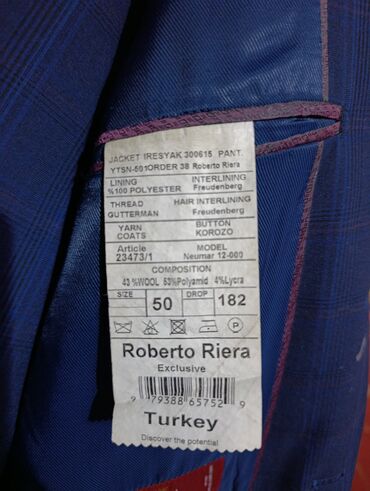 JACKET IRESYAK 300615 PANT.
YTSN-501ORDER 38 Roberto Riera
LINING INTERLINING
%100 POLYESTER Freudenberg
THREAD HAIR INTERLINING
GUTTERMAN Freudenberg
YARN BUTTON
COATS KOROZO
Article MODEL
23473/1 Neumar 12-000
COMPOSITION
43 %WOOL 53%Polyamid 4%Lycra
SIZE 50 DROP 182
P
Roberto Riera
Exclusive
9 79388 65752 9
Turkey
Discover the potential